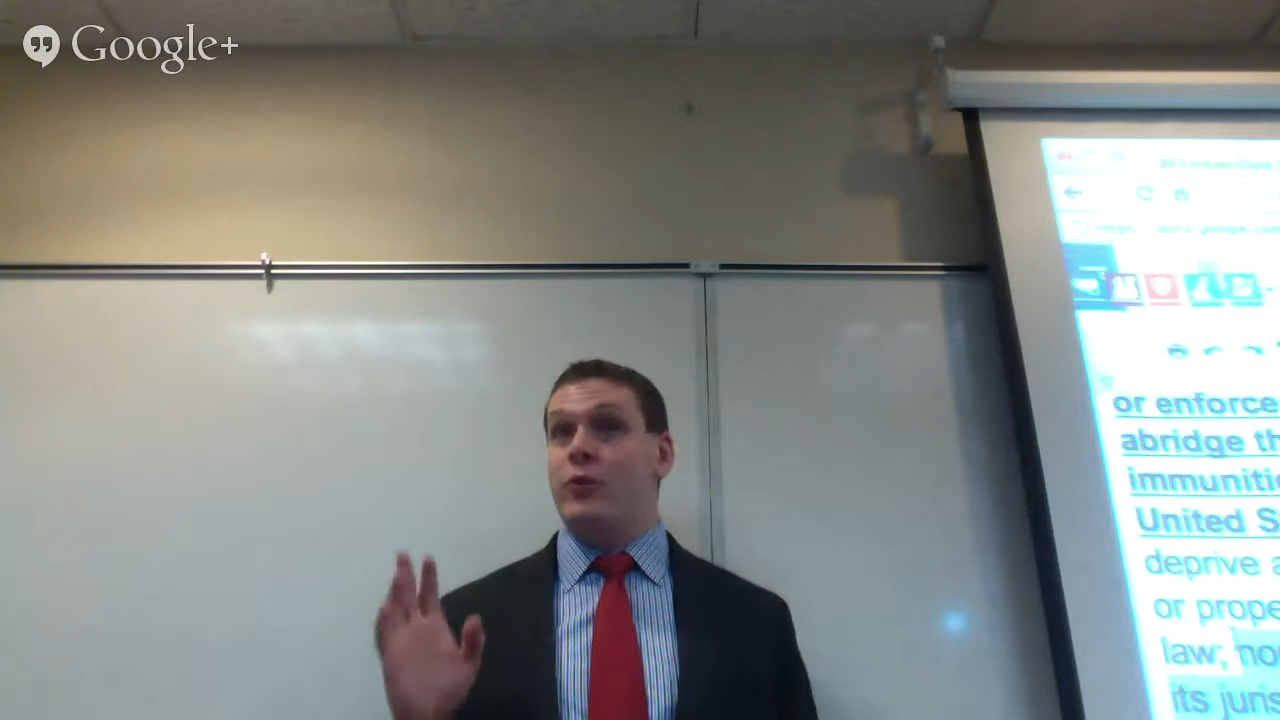 Google+
or enforce
abridge th
immunitie
United S
deprive a
or prope
law; no
its juris